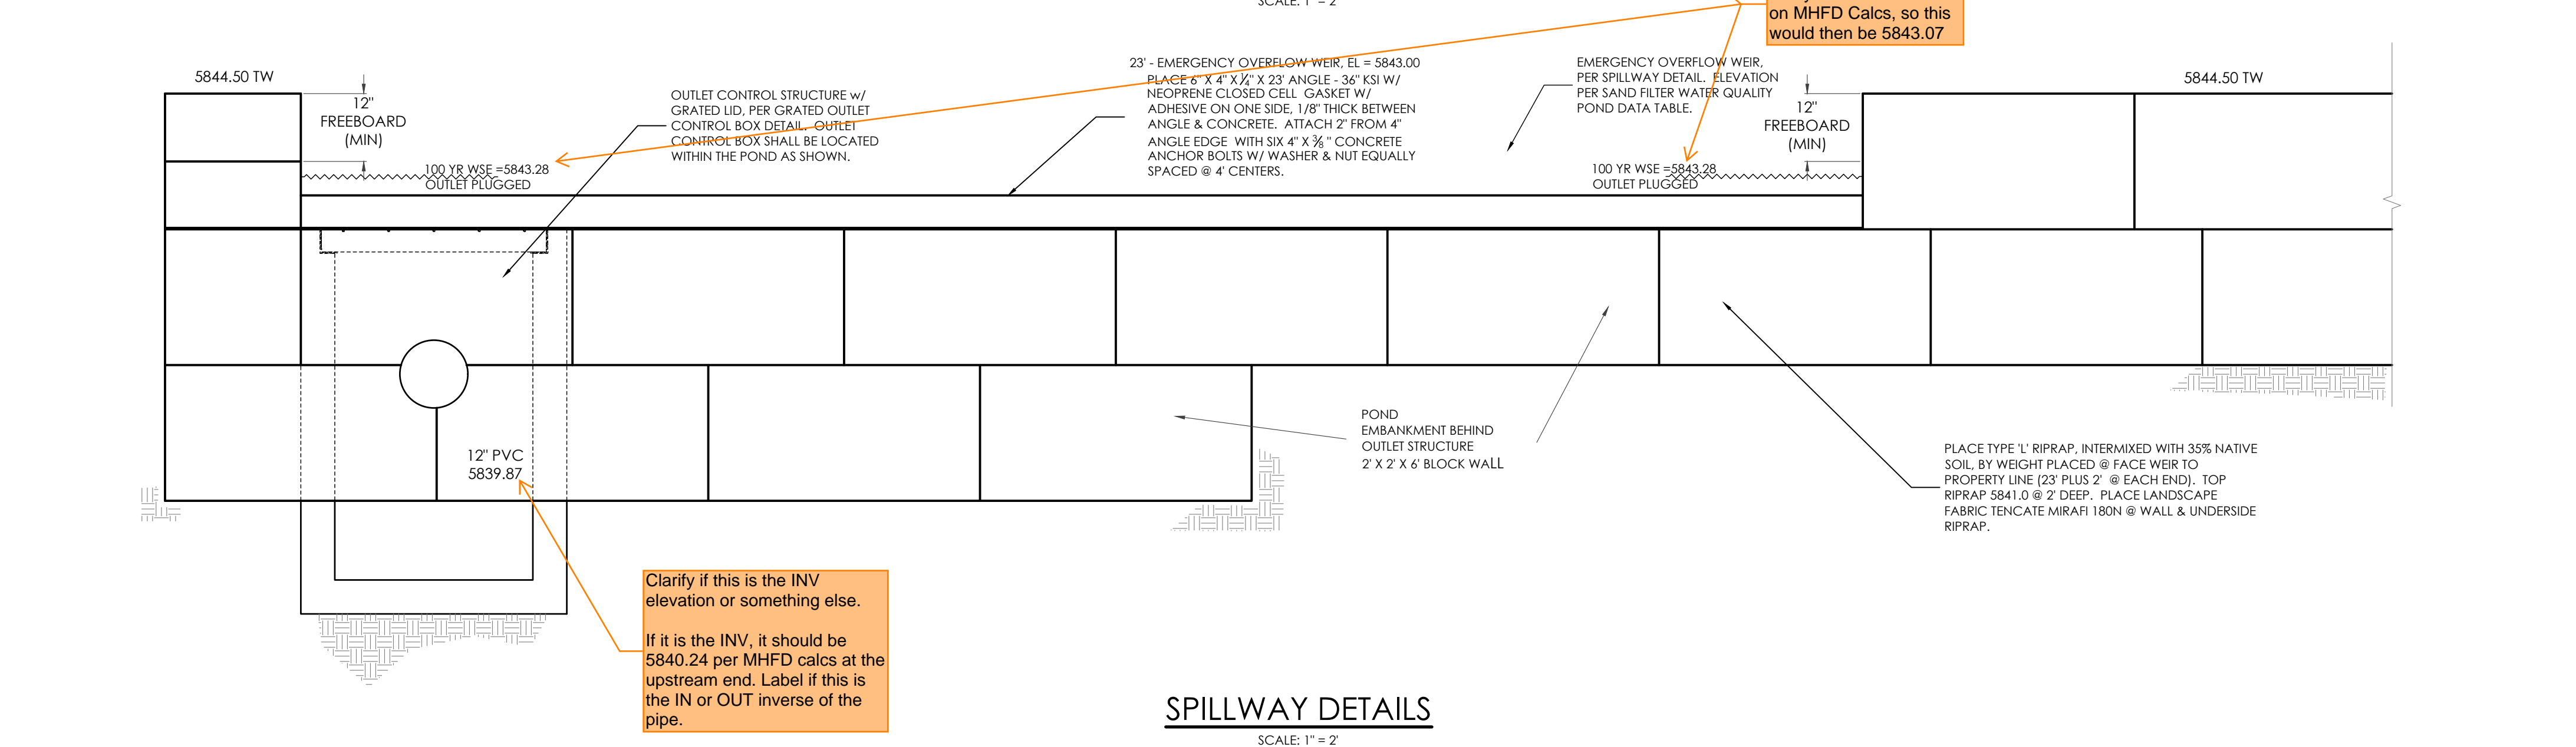 SCALE: 1" = 2'
on MHFD Calcs, so this
would then be 5843.07
5844.50 TW
12"
FREEBOARD
(MIN)
100 YR WSE =5843.28
OUTLET PLUGGED
OUTLET CONTROL STRUCTURE w/
GRATED LID, PER GRATED OUTLET
CONTROL BOX DETAIL. OUTLET
CONTROL BOX SHALL BE LOCATED
WITHIN THE POND AS SHOWN.
23' - EMERGENCY OVERFLOW WEIR, EL = 5843.00
PLACE 6" X 4" X 1/4" X 23' ANGLE - 36" KSI W/
NEOPRENE CLOSED CELL GASKET W/
ADHESIVE ON ONE SIDE, 1/8" THICK BETWEEN
ANGLE & CONCRETE. ATTACH 2" FROM 4"
ANGLE EDGE WITH SIX 4" X 3/8" CONCRETE
ANCHOR BOLTS W/ WASHER & NUT EQUALLY
SPACED @ 4' CENTERS.
EMERGENCY OVERFLOW WEIR,
PER SPILLWAY DETAIL. ELEVATION
PER SAND FILTER WATER QUALITY
POND DATA TABLE.
12"
FREEBOARD
(MIN)
100 YR WSE =5843.28
OUTLET PLUGGED
5844.50 TW
12" PVC
5839.87
POND
EMBANKMENT BEHIND
OUTLET STRUCTURE
2' X 2' X 6' BLOCK WALL
PLACE TYPE 'L' RIPRAP, INTERMIXED WITH 35% NATIVE
SOIL, BY WEIGHT PLACED @ FACE WEIR TO
PROPERTY LINE (23' PLUS 2' @ EACH END). TOP
RIPRAP 5841.0 @ 2' DEEP. PLACE LANDSCAPE
FABRIC TENCATE MIRAFI 180N @ WALL & UNDERSIDE
RIPRAP.
Clarify if this is the INV
elevation or something else.
If it is the INV, it should be
5840.24 per MHFD calcs at the
upstream end. Label if this is
the IN or OUT inverse of the
pipe.
SPILLWAY DETAILS
SCALE: 1" = 2'